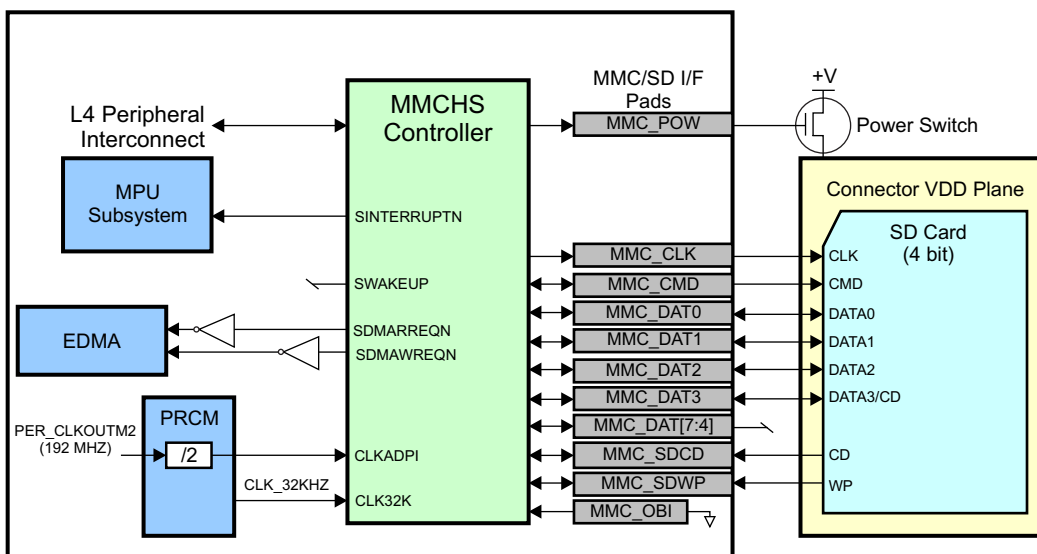 MMC/SD I/F
Pads
+V
MMCHS
Controller
L4 Peripheral
Interconnect
MMC_POW
Power Switch
MPU
Subsystem
Connector VDD Plane
SINTERRUPTN
SD Card
(4 bit)
MMC_CLK
CLK
SWAKEUP
MMC_CMD
CMD
EDMA
SDMARREQN
MMC_DAT0
DATA0
SDMAWREQN
MMC_DAT1
DATA1
MMC_DAT2
DATA2
MMC_DAT3
DATA3/CD
PRCM
MMC_DAT[7:4]
PER_CLKOUTM2
(192 MHZ)
/2
CLKADPI
MMC_SDCD
CD
CLK_32KHZ
MMC_SDWP
WP
CLK32K
MMC_OBI